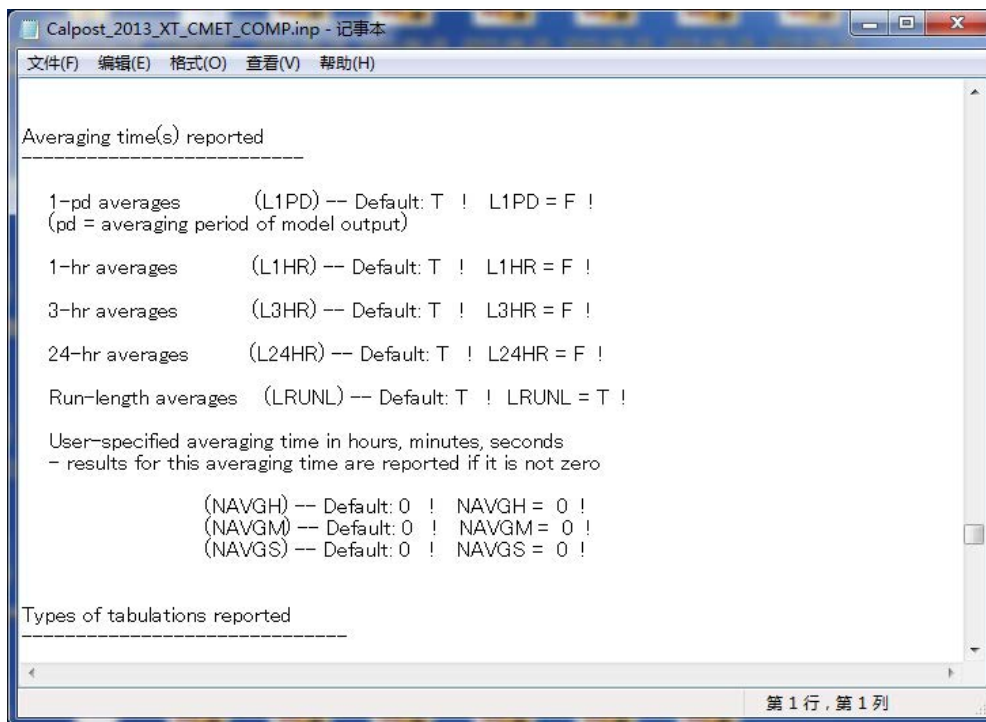 Calpost_2013_XT_CMET_COMP.inp - 记事本
文件(F) 编辑(E) 格式(O) 查看(V) 帮助(H)
Averaging time(s) reported
--------------------------
1-pd averages (L1PD) -- Default: T ! L1PD = F !
(pd = averaging period of model output)
1-hr averages (L1HR) -- Default: T ! L1HR = F !
3-hr averages (L3HR) -- Default: T ! L3HR = F !
24-hr averages (L24HR) -- Default: T ! L24HR = F !
Run-length averages (LRUNL) -- Default: T ! LRUNL = T !
User-specified averaging time in hours, minutes, seconds
- results for this averaging time are reported if it is not zero
(NAVGH) -- Default: 0 ! NAVGH = 0 !
(NAVGM) -- Default: 0 ! NAVGM = 0 !
(NAVGS) -- Default: 0 ! NAVGS = 0 !
Types of tabulations reported
------------------------------
第 1 行，第 1 列